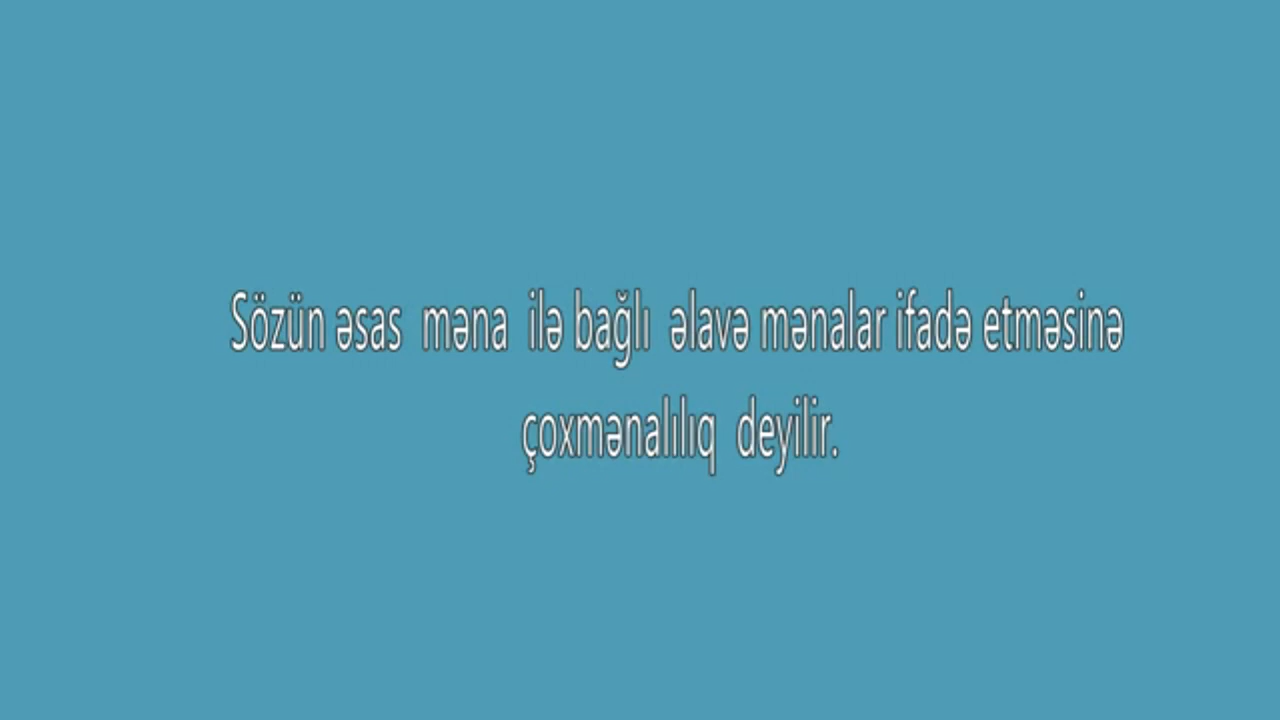 Sözün əsas məna ilə bağlı əlavə mənalar ifadə etməsinə
çoxmənalılıq deyilir.